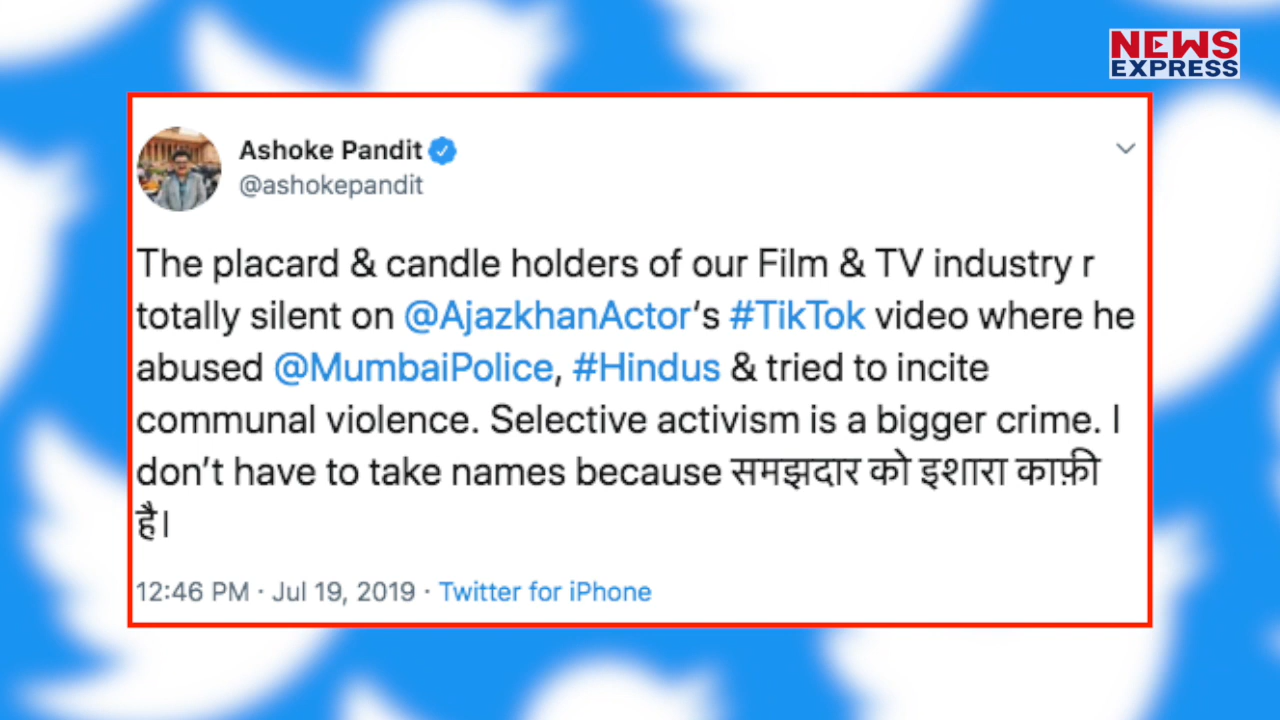 NEWS
EXPRESS
Ashoke Pandit
@ashokepandit
The placard & candle holders of our Film & TV industry r
totally silent on @AjazkhanActor’s #TikTok video where he
abused @MumbaiPolice, #Hindus & tried to incite
communal violence. Selective activism is a bigger crime. I
don’t have to take names because समझदार को इशारा काफ़ी
है।
12:46 PM · Jul 19, 2019 · Twitter for iPhone